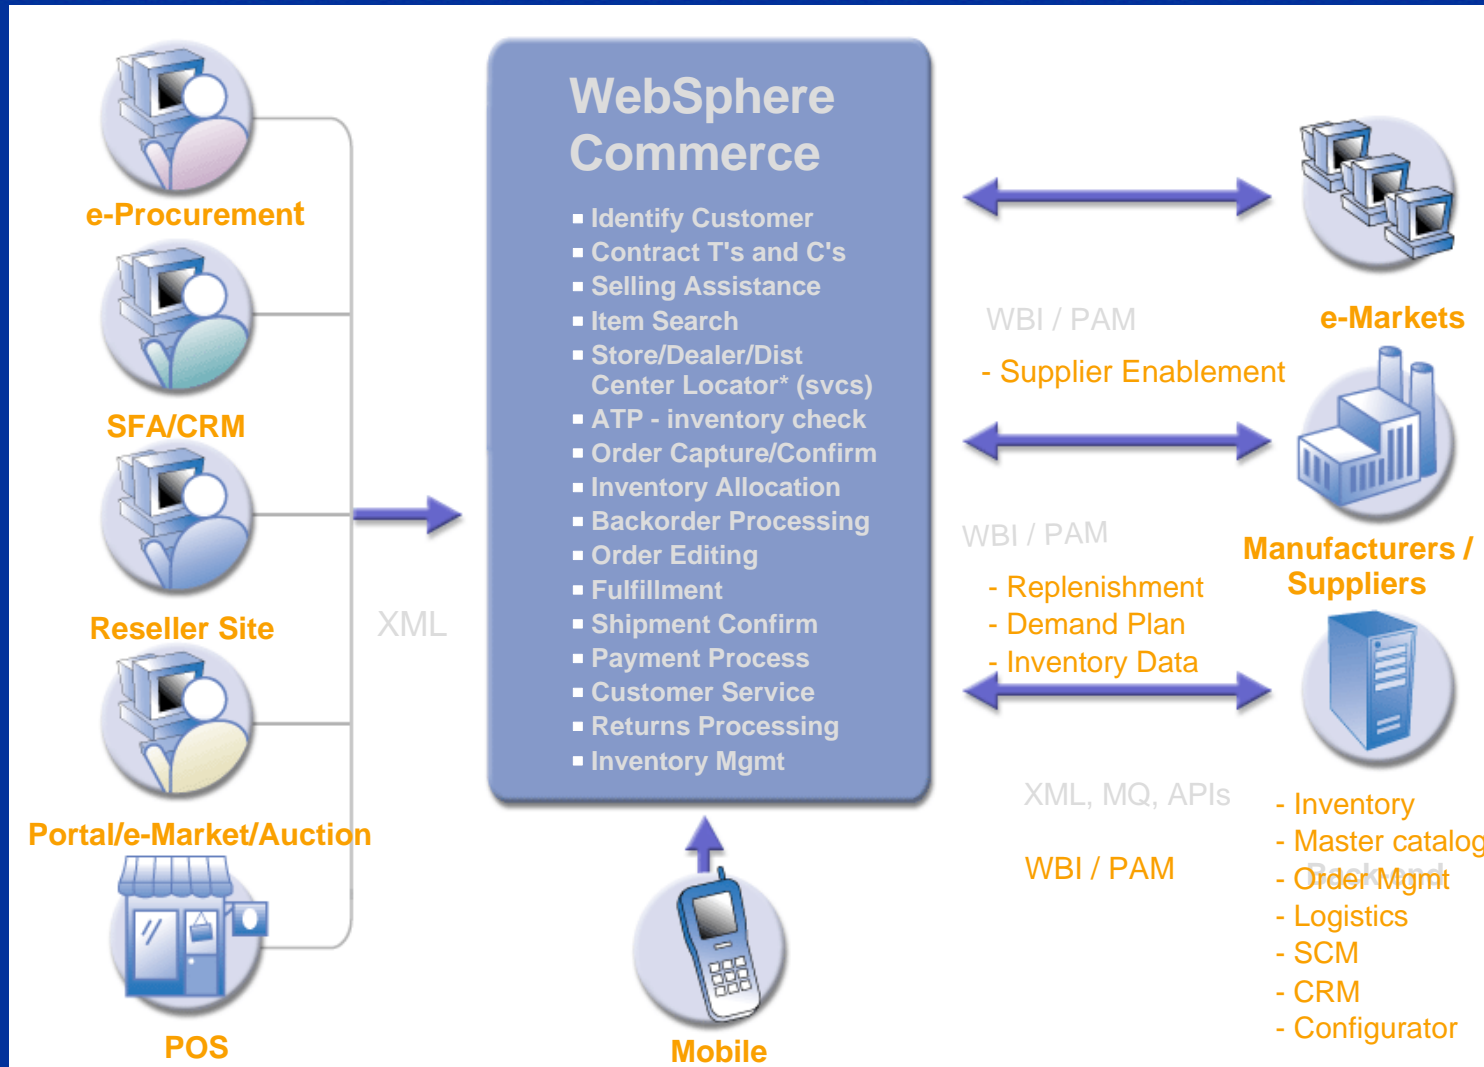 e-Procurement
SFA/CRM
Reseller Site
Portal/e-Market/Auction
POS
XML
WebSphere
Commerce
Identify Customer
Contract T's and C's
Selling Assistance
Item Search
Store/Dealer/Dist
Center Locator* (svcs)
ATP - inventory check
Order Capture/Confirm
Inventory Allocation
Backorder Processing
Order Editing
Fulfillment
Shipment Confirm
Payment Process
Customer Service
Returns Processing
Inventory Mgmt
Mobile
WBI / PAM
- Supplier Enablement
e-Markets
WBI / PAM
- Replenishment
- Demand Plan
- Inventory Data
Manufacturers /
Suppliers
XML, MQ, APIs
WBI / PAM
Back-end
- Inventory
- Master catalog
- Order Mgmt
- Logistics
- SCM
- CRM
- Configurator